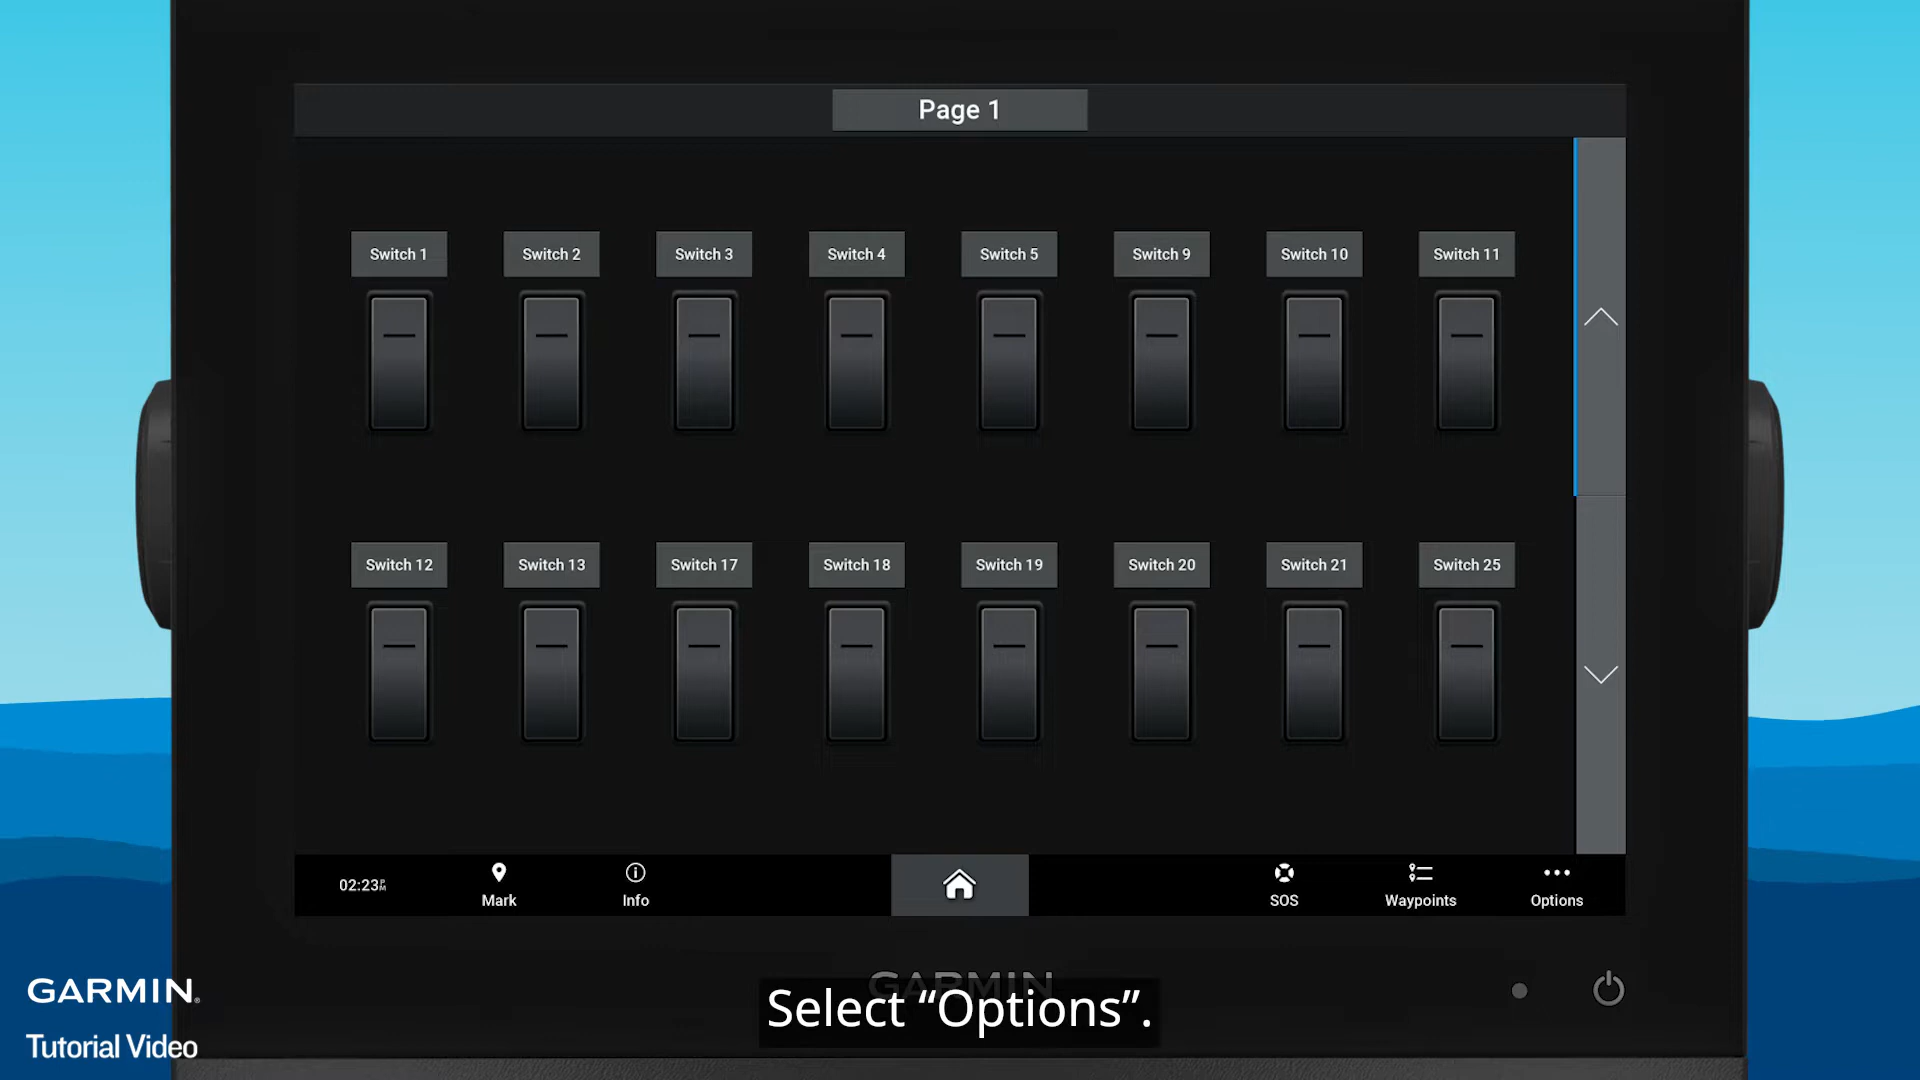 Page 1
Switch 1
Switch 2
Switch 3
Switch 4
Switch 5
Switch 9
Switch 10
Switch 11
Switch 12
Switch 13
Switch 17
Switch 18
Switch 19
Switch 20
Switch 21
Switch 25
02:23PM
Mark
Info
SOS
Waypoints
Options
GARMIN
Select “Options”.
GARMIN®
Tutorial Video